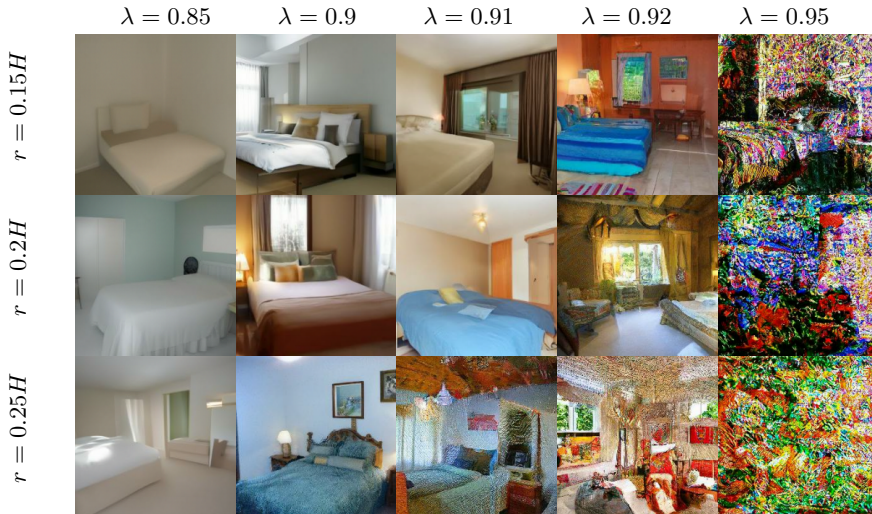 λ = 0.85 λ = 0.9 λ = 0.91 λ = 0.92 λ = 0.95
r = 0.15H
r = 0.2H
r = 0.25H